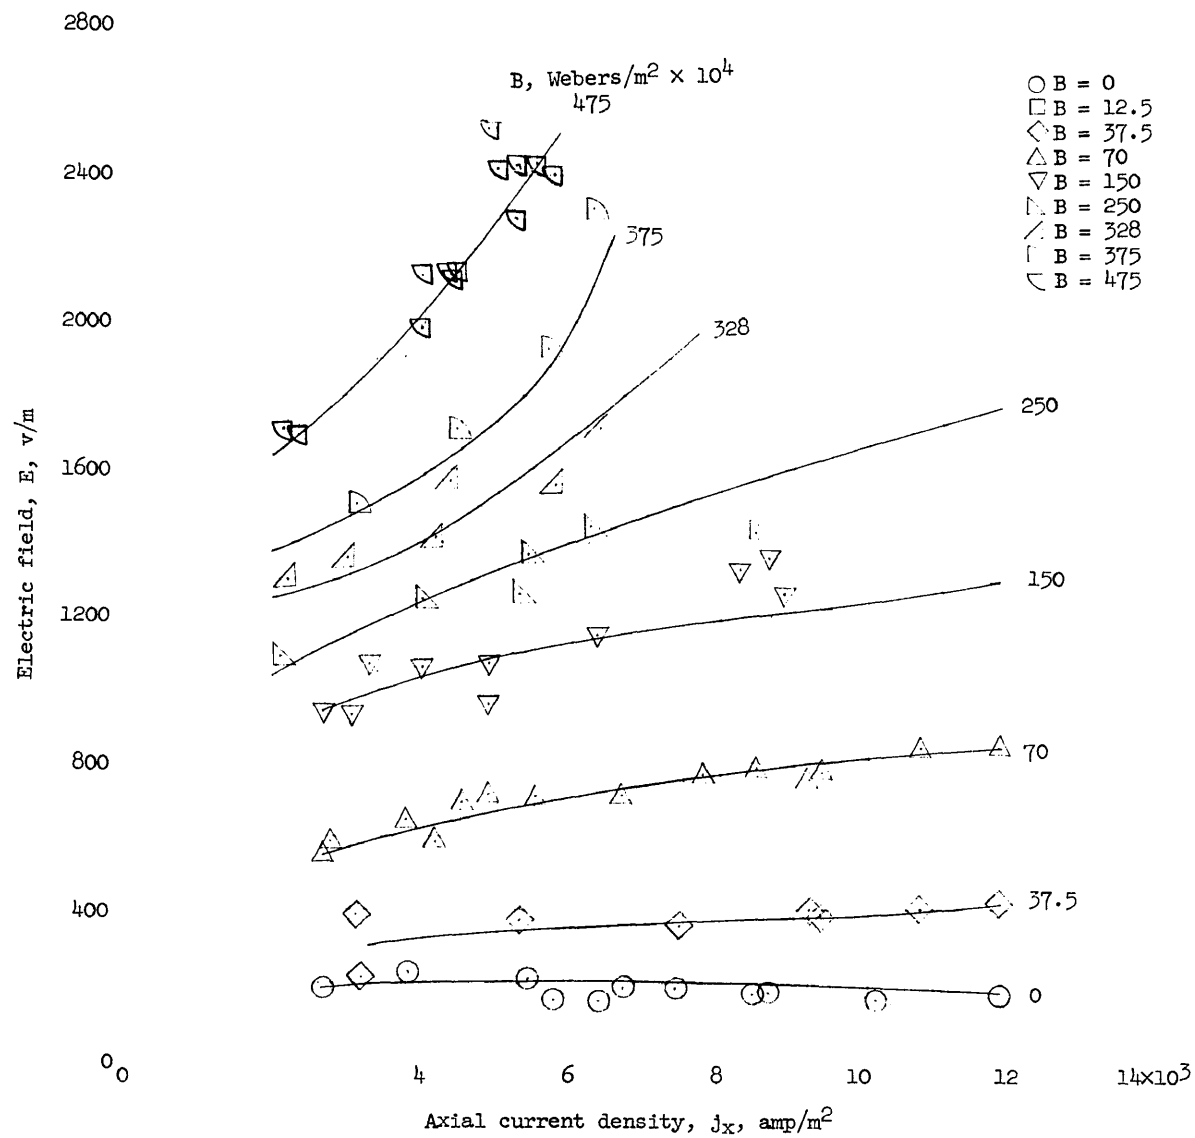 2800
B, Webers/m² × 10⁴
475
B = 0
B = 12.5
B = 37.5
B = 70
B = 150
B = 250
B = 328
B = 375
B = 475
2400
375
2000
328
250
1600
Electric field, E, v/m
1200
150
800
70
400
37.5
0
0
0
4
6
8
10
12
14×10³
Axial current density, jₓ, amp/m²